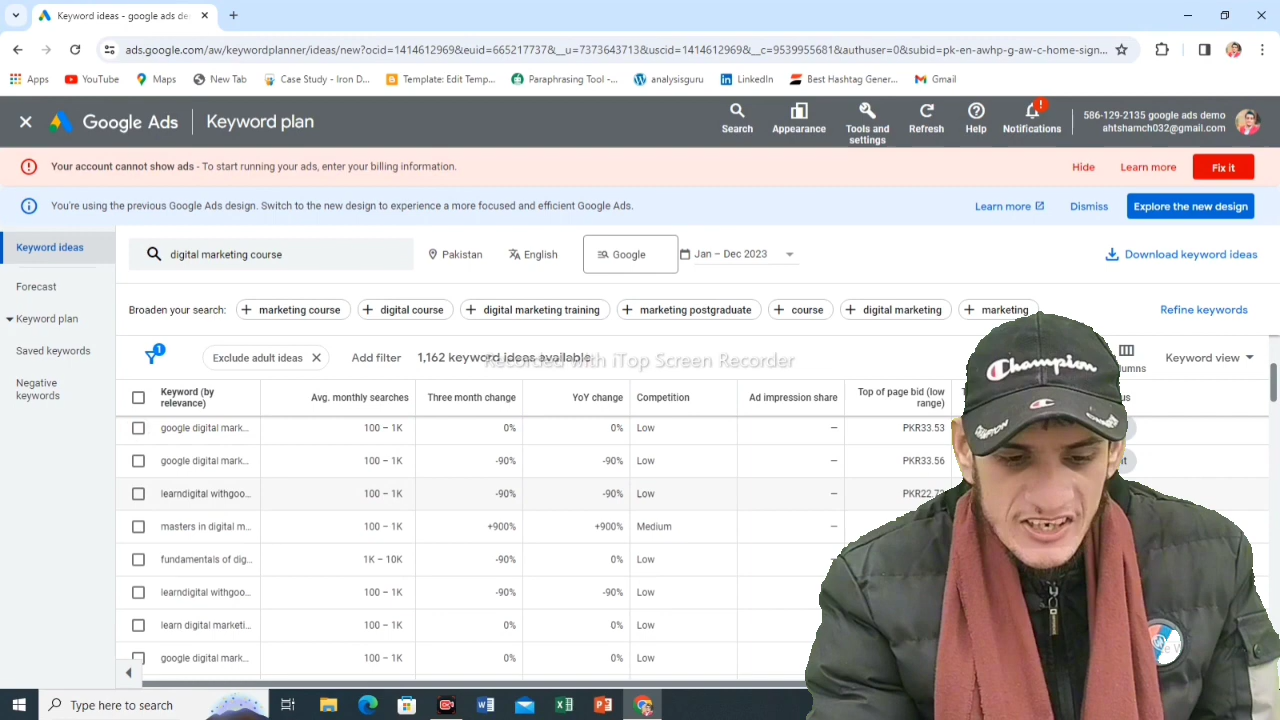 Keyword ideas - google ads de
ads.google.com/aw/keywordplanner/ideas/new?ocid=1414612969&euid=665217737&__u=7373643713&uscid=1414612969&__c=9539955681&authuser=0&subid=pk-en-awhp-g-aw-c-home-sign...
Apps YouTube Maps New Tab Case Study - Iron D... Template: Edit Temp... Paraphrasing Tool -... analysisguru LinkedIn Best Hashtag Gener... Gmail
Google Ads Keyword plan
Search Appearance Tools and settings Refresh Help Notifications
586-129-2135 google ads demo
ahtshamch032@gmail.com
Your account cannot show ads - To start running your ads, enter your billing information. Hide Learn more Fix it
You're using the previous Google Ads design. Switch to the new design to experience a more focused and efficient Google Ads. Learn more Dismiss Explore the new design
Keyword ideas
Forecast
Keyword plan
Saved keywords
Negative keywords
digital marketing course Pakistan English Google Jan – Dec 2023 Download keyword ideas
Broaden your search: marketing course digital course digital marketing training marketing postgraduate course digital marketing marketing Refine keywords
1 Exclude adult ideas Add filter 1,162 keyword ideas available Keyword view
Recorded with iTop Screen Recorder
Keyword (by relevance) Avg. monthly searches Three month change YoY change Competition Ad impression share Top of page bid (low range)
google digital mark... 100 – 1K 0% 0% Low – PKR33.53
google digital mark... 100 – 1K -90% -90% Low – PKR33.56
learndigital withgoo... 100 – 1K -90% -90% Low –
masters in digital m... 100 – 1K +900% +900% Medium –
fundamentals of dig... 1K – 10K -90% 0% Low
learndigital withgoo... 100 – 1K -90% -90% Low
learn digital marketi... 100 – 1K 0% 0% Low
google digital mark... 100 – 1K 0% 0% Low
Champion
Type here to search